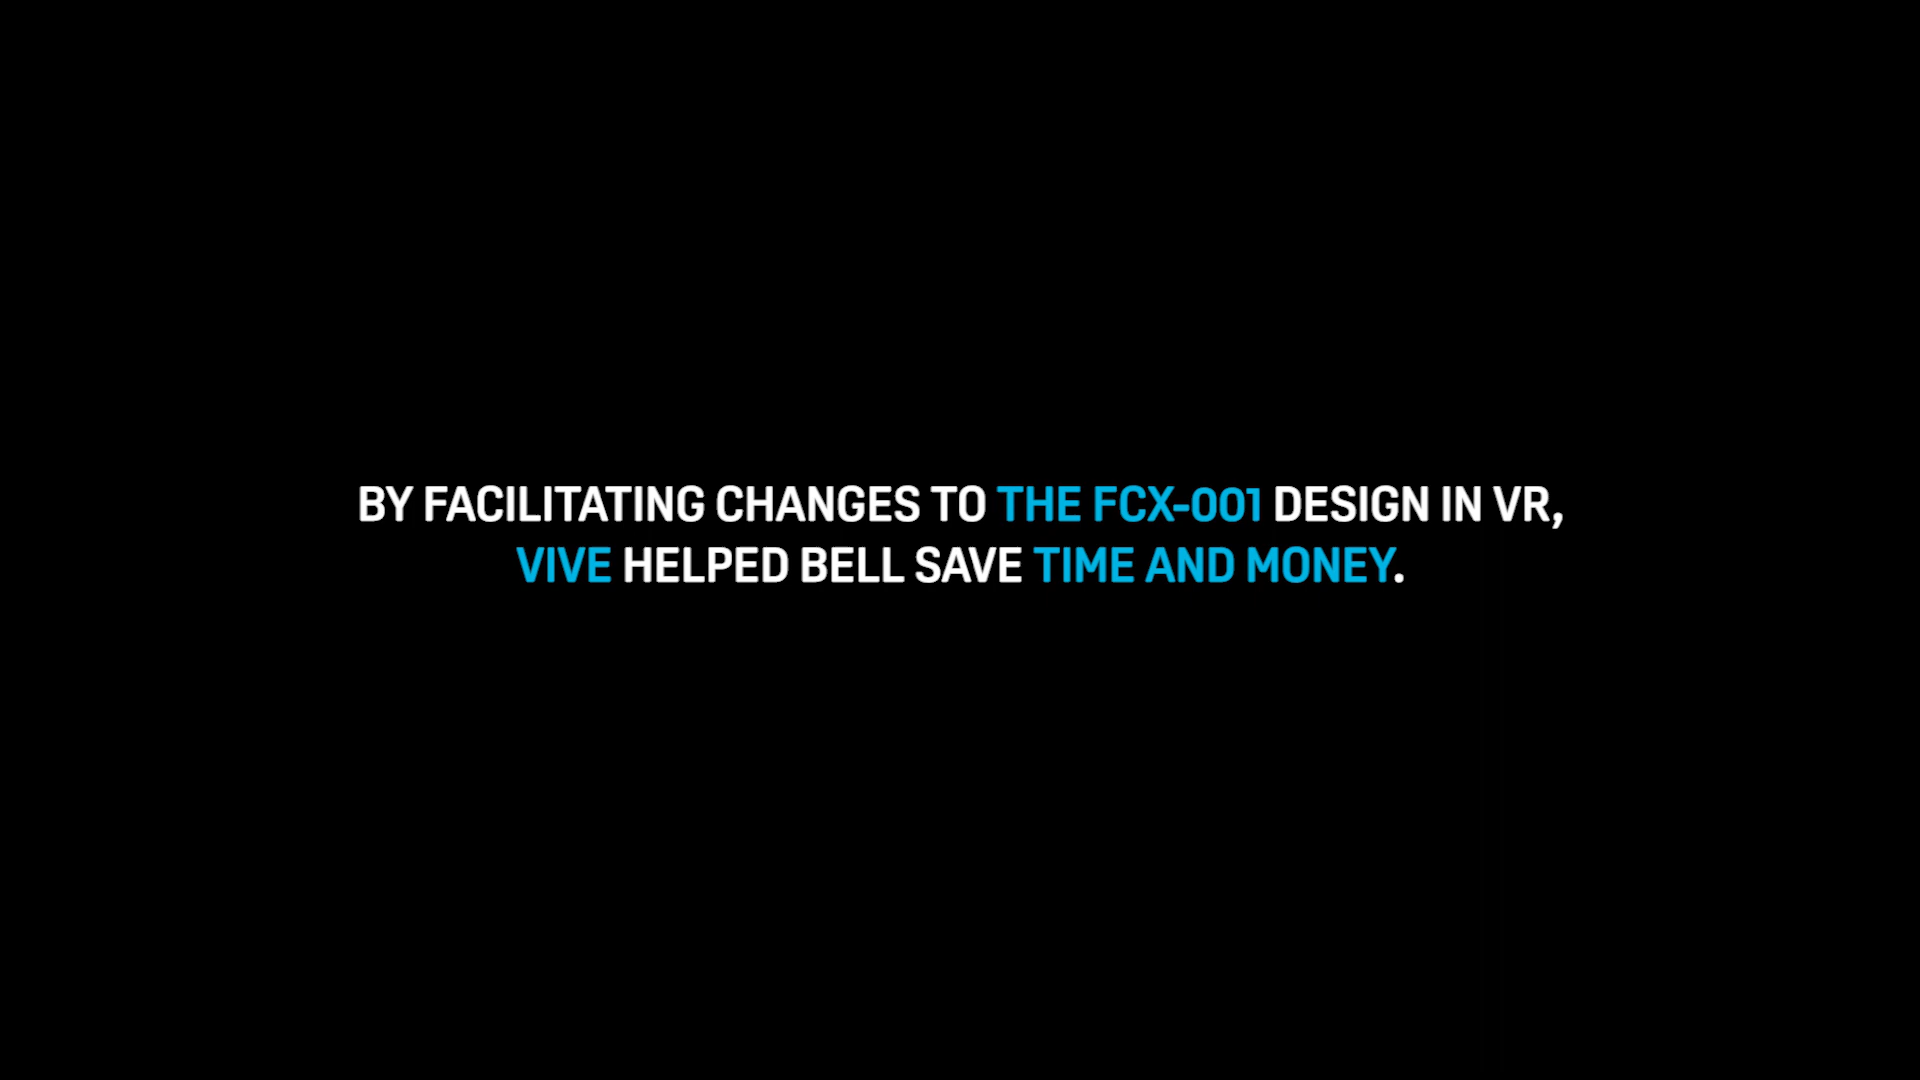 BY FACILITATING CHANGES TO THE FCX-001 DESIGN IN VR,
VIVE HELPED BELL SAVE TIME AND MONEY.